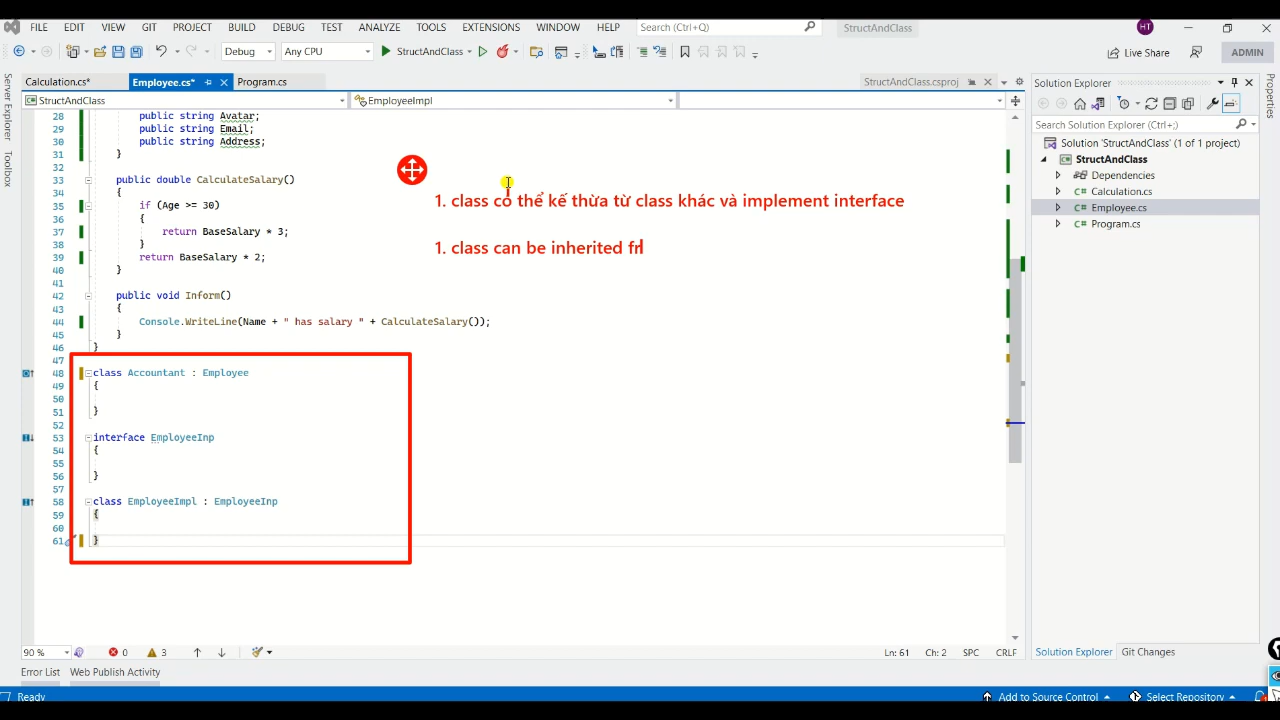 FILE EDIT VIEW GIT PROJECT BUILD DEBUG TEST ANALYZE TOOLS EXTENSIONS WINDOW HELP Search (Ctrl+Q) StructAndClass HT
Debug Any CPU StructAndClass Live Share ADMIN
Calculation.cs* Employee.cs* Program.cs StructAndClass.csproj
StructAndClass EmployeeImpl
Server Explorer
Toolbox
28 public string Avatar;
29 public string Email;
30 public string Address;
31 }
32
33 public double CalculateSalary()
34 {
35 if (Age >= 30)
36 {
37 return BaseSalary * 3;
38 }
39 return BaseSalary * 2;
40 }
41
42 public void Inform()
43 {
44 Console.WriteLine(Name + " has salary " + CalculateSalary());
45 }
46 }
47
48 class Accountant : Employee
49 {
50
51 }
52
53 interface EmployeeInp
54 {
55
56 }
57
58 class EmployeeImpl : EmployeeInp
59 {
60
61 }
1. class có thể kế thừa từ class khác và implement interface
1. class can be inherited fr
90 % 0 3 Ln: 61 Ch: 2 SPC CRLF
Error List Web Publish Activity
Solution Explorer
Search Solution Explorer (Ctrl+;)
Solution 'StructAndClass' (1 of 1 project)
StructAndClass
Dependencies
C# Calculation.cs
C# Employee.cs
C# Program.cs
Solution Explorer Git Changes
Properties
Ready Add to Source Control Select Repository